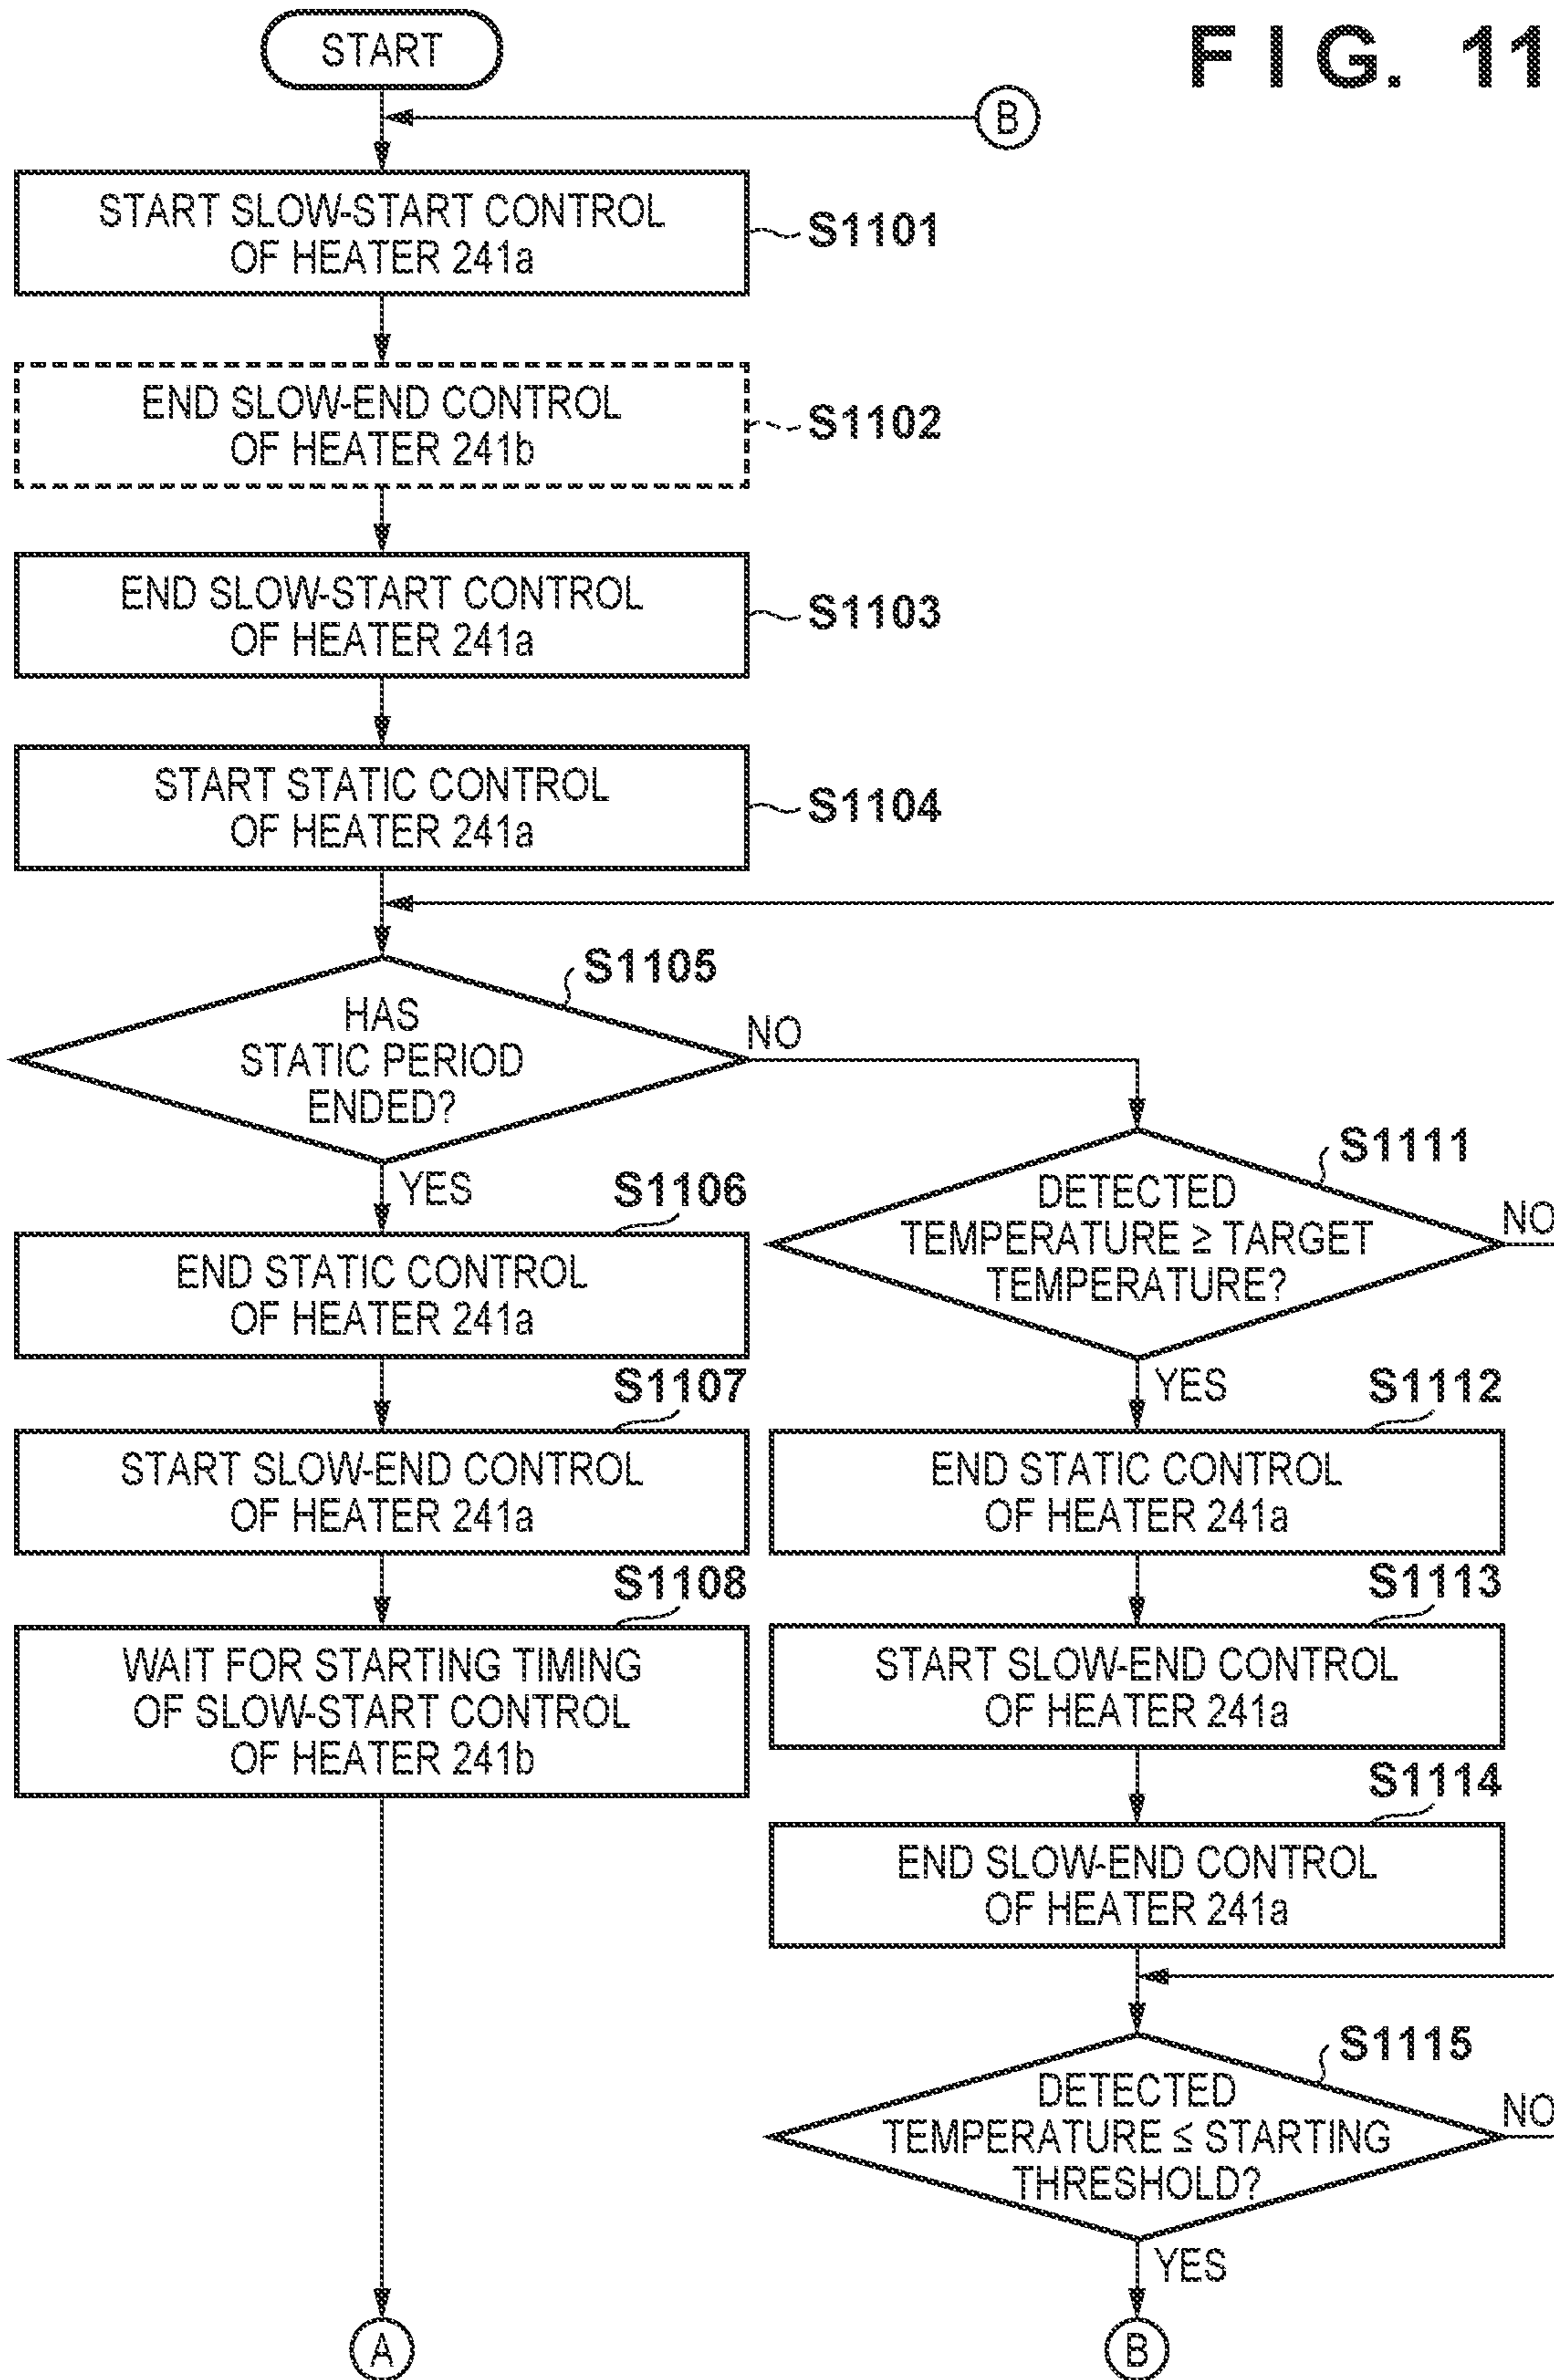 FIG. 11
START
B
START SLOW-START CONTROL
OF HEATER 241a
S1101
END SLOW-END CONTROL
OF HEATER 241b
S1102
END SLOW-START CONTROL
OF HEATER 241a
S1103
START STATIC CONTROL
OF HEATER 241a
S1104
S1105
HAS
STATIC PERIOD
ENDED?
NO
YES
S1106
END STATIC CONTROL
OF HEATER 241a
S1107
START SLOW-END CONTROL
OF HEATER 241a
S1108
WAIT FOR STARTING TIMING
OF SLOW-START CONTROL
OF HEATER 241b
A
S1111
DETECTED
TEMPERATURE ≥ TARGET
TEMPERATURE?
NO
YES
S1112
END STATIC CONTROL
OF HEATER 241a
S1113
START SLOW-END CONTROL
OF HEATER 241a
S1114
END SLOW-END CONTROL
OF HEATER 241a
S1115
DETECTED
TEMPERATURE ≤ STARTING
THRESHOLD?
NO
YES
B